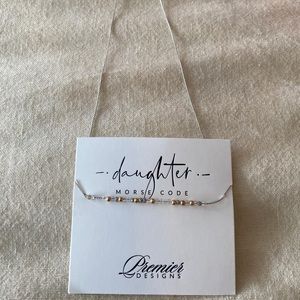 daughter
MORSE CODE
Premier
DESIGNS